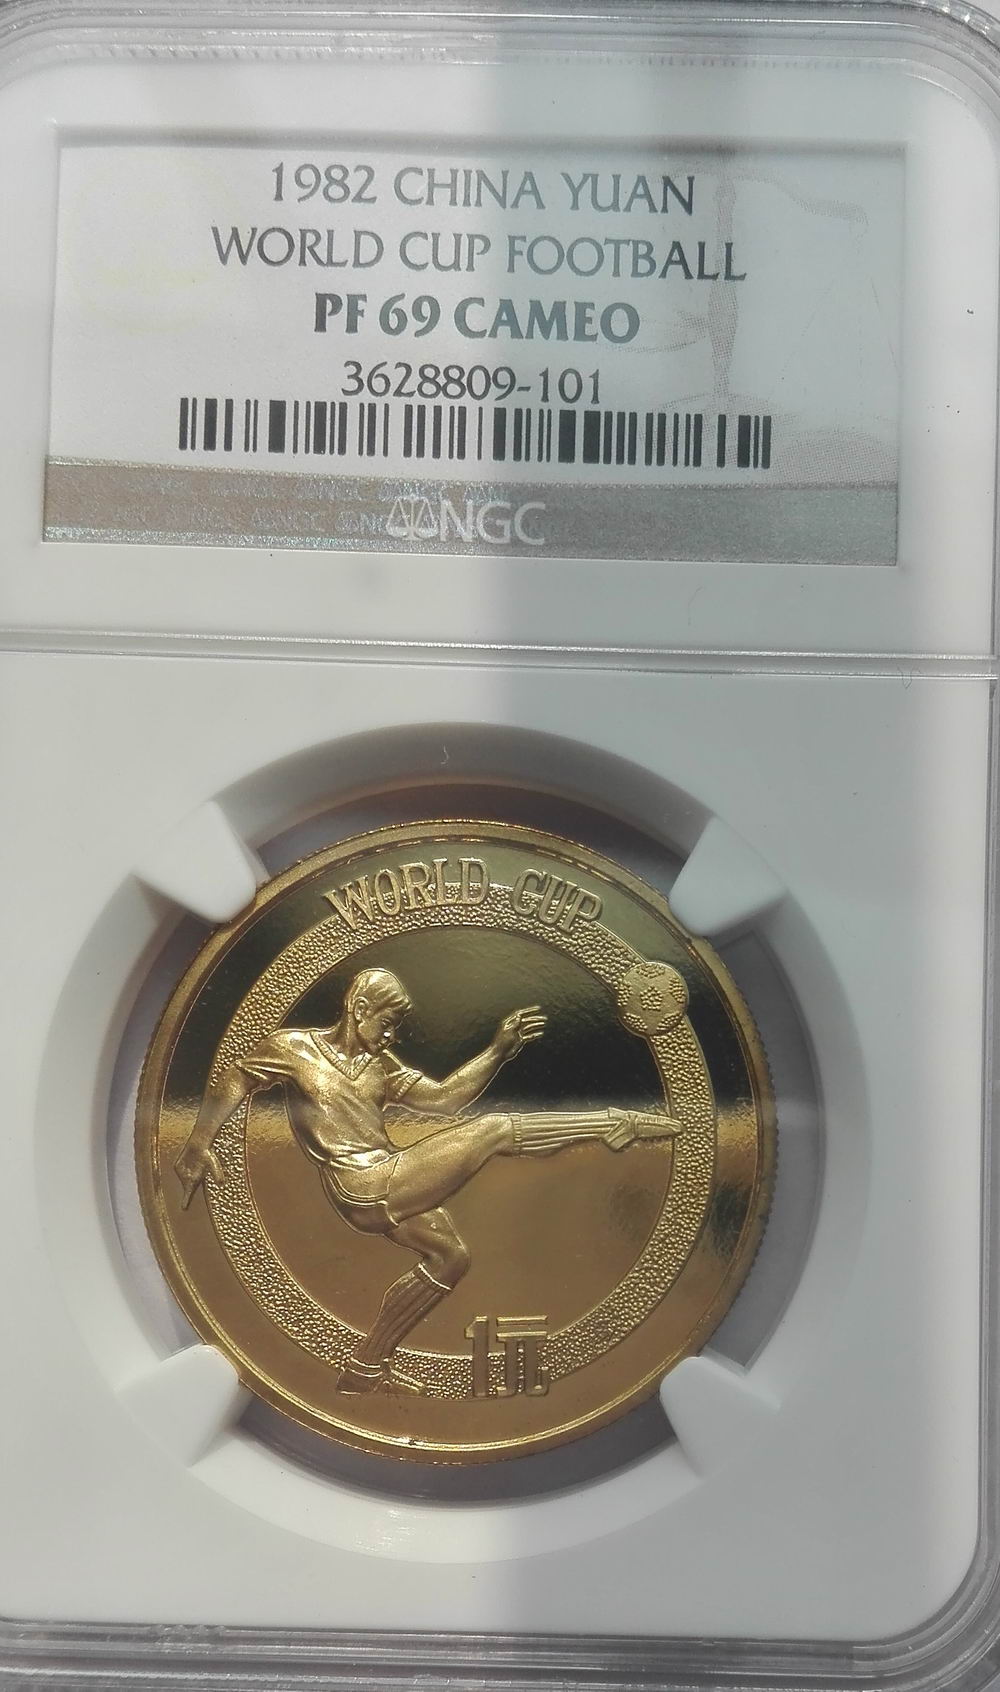 1982 CHINA YUAN
WORLD CUP FOOTBALL
PF 69 CAMEO
3628809-101
NGC
WORLD CUP
1元